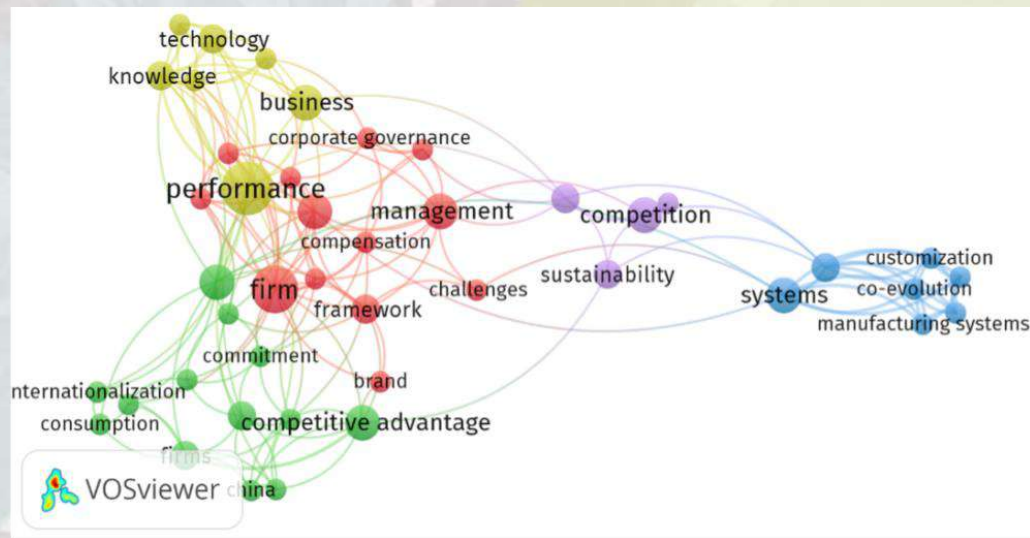 technology
knowledge
business
corporate governance
performance
management
competition
compensation
sustainability
customization
firm
challenges
systems
co-evolution
framework
manufacturing systems
commitment
brand
nternationalization
consumption
competitive advantage
firms
VOSviewer
china